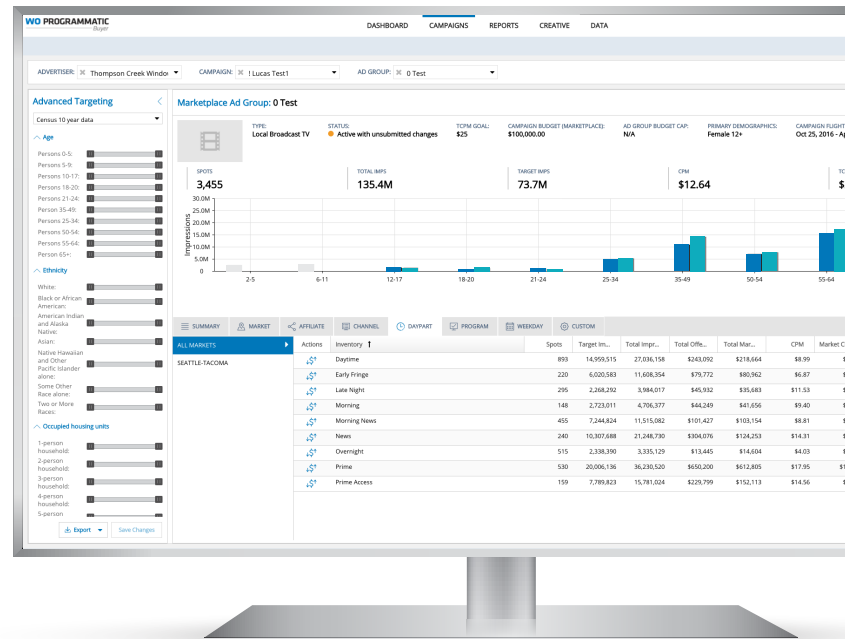 WO PROGRAMMATIC
Buyer
DASHBOARD CAMPAIGNS REPORTS CREATIVE DATA
ADVERTISER: Thompson Creek Windo CAMPAIGN: ! Lucas Test1 AD GROUP: 0 Test
Advanced Targeting
Census 10 year data
Age
Persons 0-5:
Persons 5-9:
Persons 10-17:
Persons 18-20:
Persons 21-24:
Person 35-49:
Persons 25-34:
Persons 50-54:
Persons 55-64:
Person 65+:
Ethnicity
White:
Black or African
American:
American Indian
and Alaska
Native:
Asian:
Native Hawaiian
and Other
Pacific Islander
alone:
Some Other
Race alone:
Two or More
Races:
Occupied housing units
1-person
household:
2-person
household:
3-person
household:
4-person
household:
5-person
Export Save Changes
Marketplace Ad Group: 0 Test
TYPE: STATUS: TCPM GOAL: CAMPAIGN BUDGET (MARKETPLACE): AD GROUP BUDGET CAP: PRIMARY DEMOGRAPHICS: CAMPAIGN FLIGHT
Local Broadcast TV Active with unsubmitted changes $25 $100,000.00 N/A Female 12+ Oct 25, 2016 - Ap
SPOTS TOTAL IMPS TARGET IMPS CPM TC
3,455 135.4M 73.7M $12.64 $
Impressions
30.0M
25.0M
20.0M
15.0M
10.0M
5.0M
0
2-5 6-11 12-17 18-20 21-24 25-34 35-49 50-54 55-64
SUMMARY MARKET AFFILIATE CHANNEL DAYPART PROGRAM WEEKDAY CUSTOM
ALL MARKETS
SEATTLE-TACOMA
Actions Inventory Spots Target Im... Total Impr... Total Offe... Total Mar... CPM Market C
Daytime 893 14,959,515 27,036,158 $243,092 $218,664 $8.99 $
Early Fringe 220 6,020,583 11,608,354 $79,772 $80,962 $6.87 $
Late Night 295 2,268,292 3,984,017 $45,932 $35,683 $11.53 $
Morning 148 2,723,011 4,706,377 $44,249 $41,656 $9.40 $
Morning News 455 7,244,824 11,515,082 $101,427 $103,154 $8.81 $
News 240 10,307,688 21,248,730 $304,076 $124,253 $14.31 $
Overnight 515 2,338,390 3,335,129 $13,445 $14,604 $4.03 $
Prime 530 20,006,136 36,230,520 $650,200 $612,805 $17.95 $1
Prime Access 159 7,789,823 15,781,024 $229,799 $152,113 $14.56 $